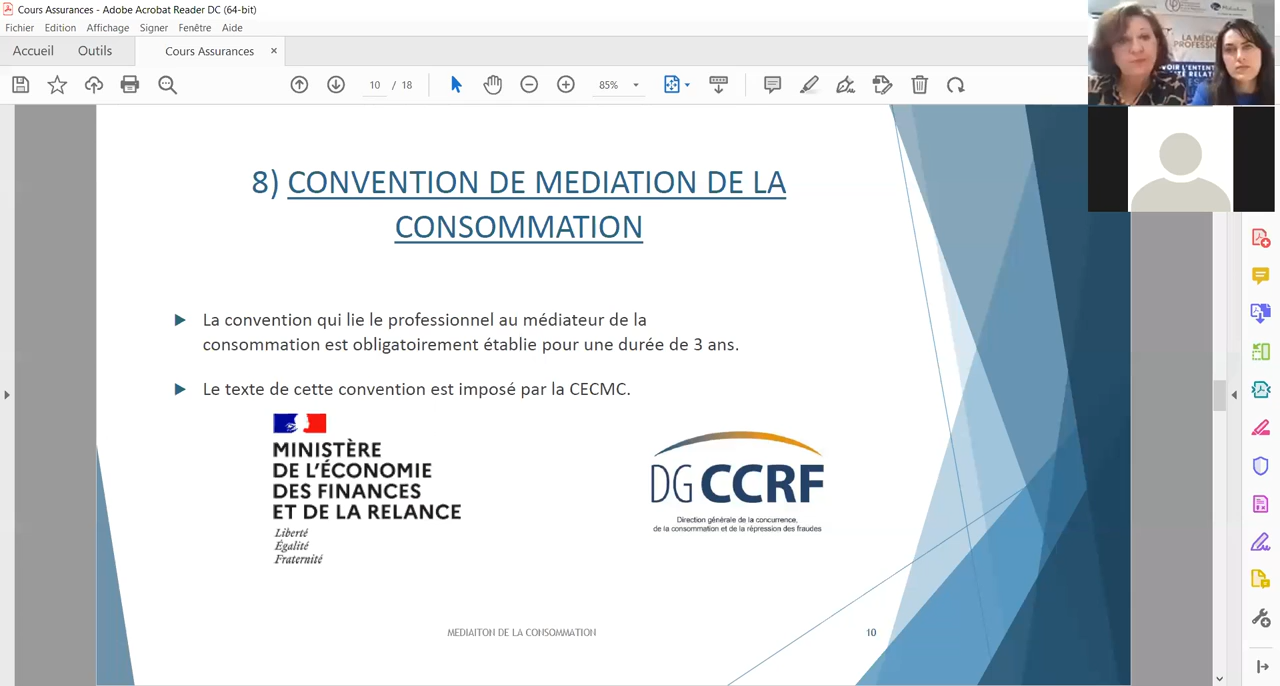 Cours Assurances - Adobe Acrobat Reader DC (64-bit)
Fichier Edition Affichage Signer Fenêtre Aide
Accueil Outils Cours Assurances ×
10 / 18 85%
8) CONVENTION DE MEDIATION DE LA
CONSOMMATION
La convention qui lie le professionnel au médiateur de la
consommation est obligatoirement établie pour une durée de 3 ans.
Le texte de cette convention est imposé par la CECMC.
MINISTÈRE
DE L'ÉCONOMIE
DES FINANCES
ET DE LA RELANCE
Liberté
Égalité
Fraternité
DGCCRF
Direction générale de la concurrence,
de la consommation et de la répression des fraudes
MEDIAITON DE LA CONSOMMATION
10